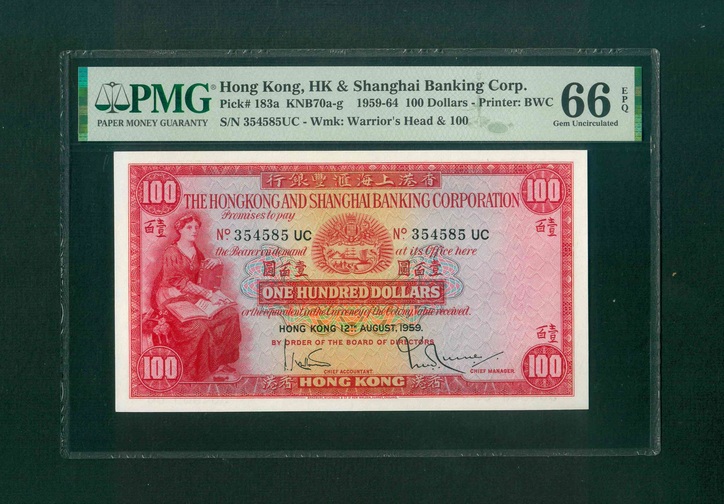 PMG
PAPER MONEY GUARANTY
Hong Kong, HK & Shanghai Banking Corp.
Pick# 183a KNB70a-g 1959-64 100 Dollars - Printer: BWC
S/N 354585UC - Wmk: Warrior's Head & 100
66 EPQ
Gem Uncirculated
行銀理滙海上港香
100
100
THE HONGKONG AND SHANGHAI BANKING CORPORATION
Promises to pay
Nº 354585 UC Nº 354585 UC
the Bearer on demand at its Office here
壹百
壹百
圓百壹 圓百壹
ONE HUNDRED DOLLARS
or the equivalent in the Currency of the Colony, value received.
HONG KONG 12TH AUGUST, 1959.
BY ORDER OF THE BOARD OF DIRECTORS
壹百
CHIEF ACCOUNTANT
CHIEF MANAGER
100
港香 HONG KONG 港香
100